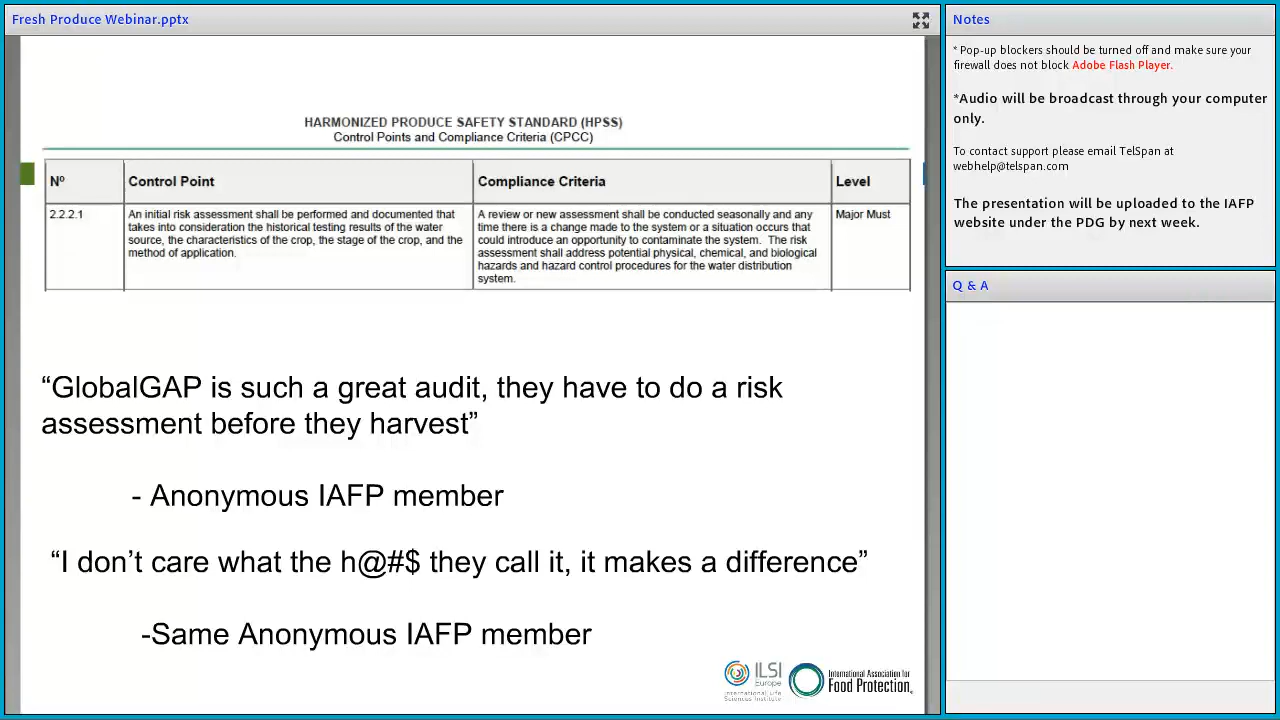 Fresh Produce Webinar.pptx
HARMONIZED PRODUCE SAFETY STANDARD (HPSS)
Control Points and Compliance Criteria (CPCC)
Nº
Control Point
Compliance Criteria
Level
2.2.2.1
An initial risk assessment shall be performed and documented that
takes into consideration the historical testing results of the water
source, the characteristics of the crop, the stage of the crop, and the
method of application.
A review or new assessment shall be conducted seasonally and any
time there is a change made to the system or a situation occurs that
could introduce an opportunity to contaminate the system. The risk
assessment shall address potential physical, chemical, and biological
hazards and hazard control procedures for the water distribution
system.
Major Must
“GlobalGAP is such a great audit, they have to do a risk
assessment before they harvest”
- Anonymous IAFP member
“I don’t care what the h@#$ they call it, it makes a difference”
-Same Anonymous IAFP member
ILSI
Europe
International Life
Sciences Institute
International Association for
Food Protection
Notes
* Pop-up blockers should be turned off and make sure your
firewall does not block Adobe Flash Player.
*Audio will be broadcast through your computer
only.
To contact support please email TelSpan at
webhelp@telspan.com
The presentation will be uploaded to the IAFP
website under the PDG by next week.
Q & A